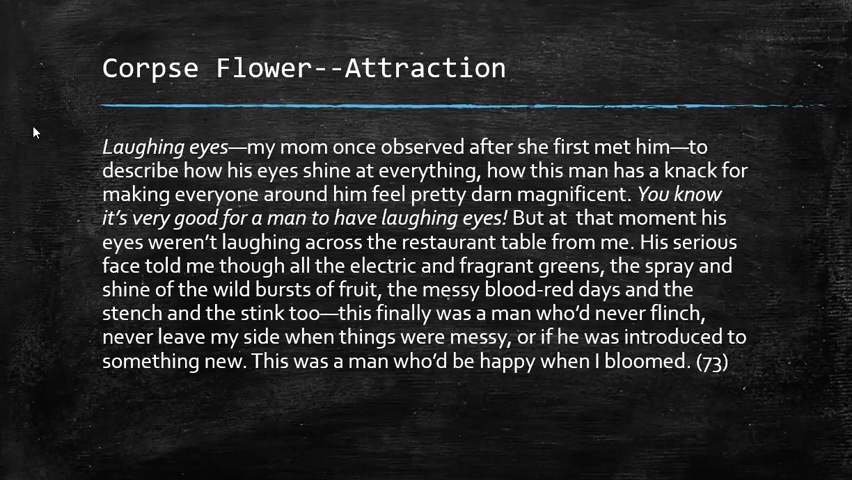 Corpse Flower--Attraction
Laughing eyes—my mom once observed after she first met him—to
describe how his eyes shine at everything, how this man has a knack for
making everyone around him feel pretty darn magnificent. You know
it’s very good for a man to have laughing eyes! But at  that moment his
eyes weren’t laughing across the restaurant table from me. His serious
face told me though all the electric and fragrant greens, the spray and
shine of the wild bursts of fruit, the messy blood-red days and the
stench and the stink too—this finally was a man who’d never flinch,
never leave my side when things were messy, or if he was introduced to
something new. This was a man who’d be happy when I bloomed. (73)